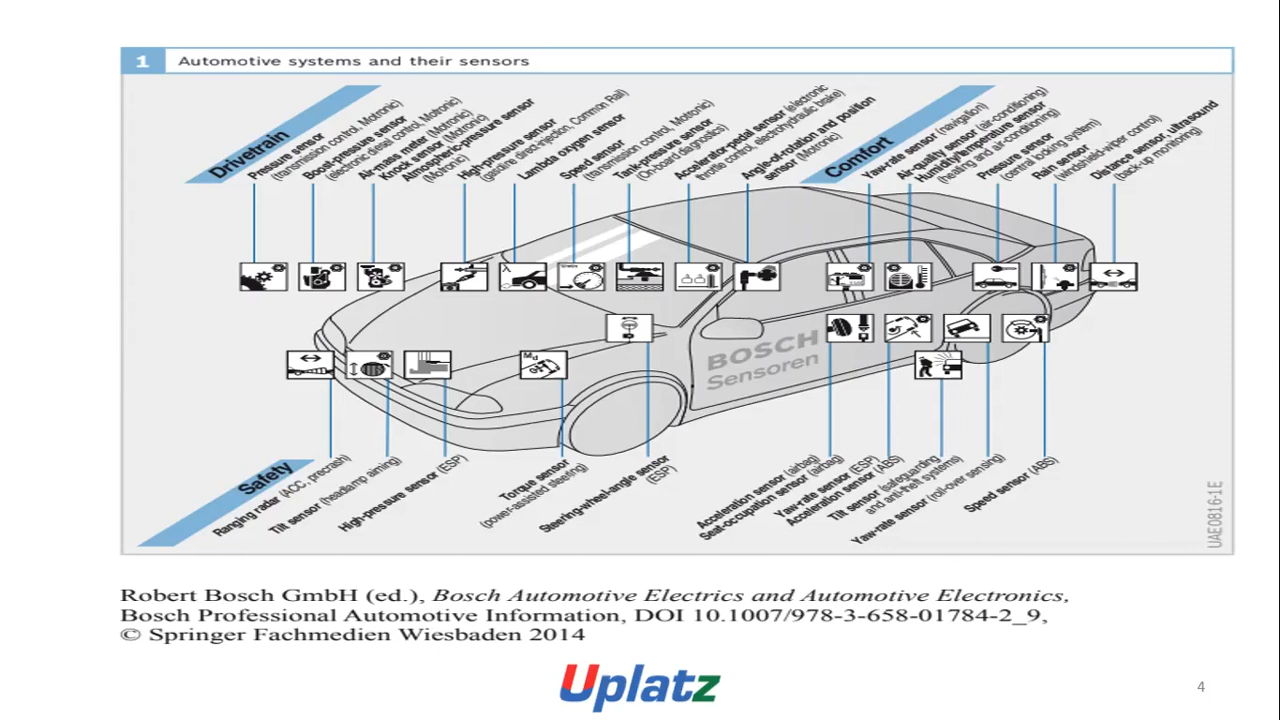 1 Automotive systems and their sensors
Drivetrain
Pressure sensor
(transmission control, Motronic)
Boost-pressure sensor
(electronic diesel control, Motronic)
Air-mass meter (Motronic)
Knock sensor (Motronic)
Atmospheric-pressure sensor
(Motronic)
High-pressure sensor
(gasoline direct-injection, Common Rail)
Lambda oxygen sensor
Speed sensor
(transmission control, Motronic)
Tank-pressure sensor
(On-board diagnostics)
Accelerator-pedal sensor (electronic
throttle control, electrohydraulic brake)
Angle-of-rotation and position
sensor (Motronic)
Comfort
Yaw-rate sensor (navigation)
Air-quality sensor (air-conditioning)
Humidity/temperature sensor
(heating and air-conditioning)
Pressure sensor
(central locking system)
Rain sensor
(windshield-wiper control)
Distance sensor, ultrasound
(back-up monitoring)
λ
Md
BOSCH
Sensoren
Safety
Ranging radar (ACC, precrash)
Tilt sensor (headlamp aiming)
High-pressure sensor (ESP)
Torque sensor
(power-assisted steering)
Steering-wheel-angle sensor
(ESP)
Acceleration sensor (airbag)
Seat-occupation sensor (airbag)
Yaw-rate sensor (ESP)
Acceleration sensor (ABS)
Tilt sensor (safeguarding
and anti-theft systems)
Yaw-rate sensor (roll-over sensing)
Speed sensor (ABS)
UAE0816-1E
Robert Bosch GmbH (ed.), Bosch Automotive Electrics and Automotive Electronics,
Bosch Professional Automotive Information, DOI 10.1007/978-3-658-01784-2_9,
© Springer Fachmedien Wiesbaden 2014
Uplatz
4